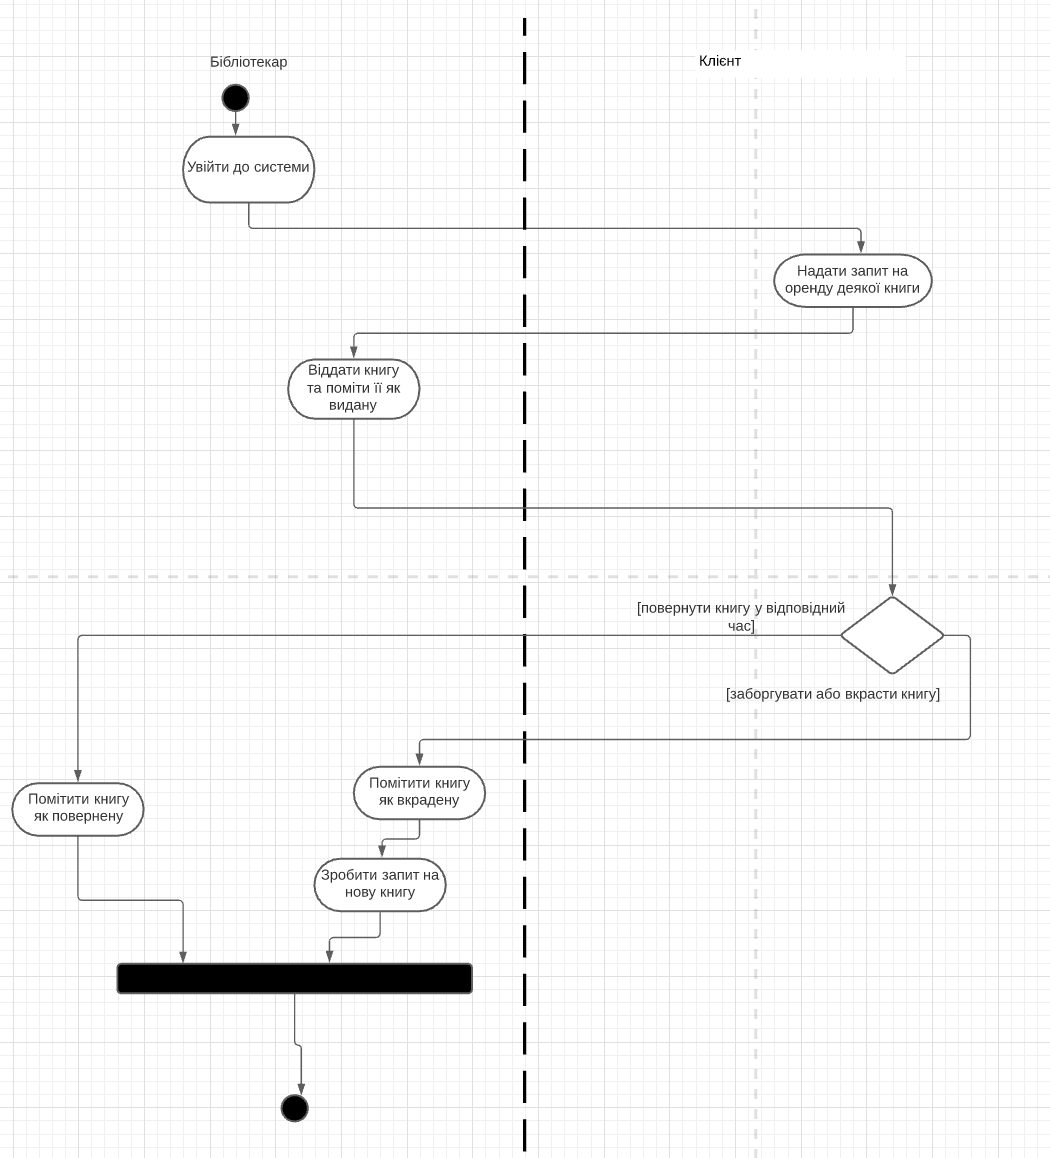 Бібліотекар
Клієнт
Увійти до системи
Надати запит на
оренду деякої книги
Віддати книгу
та поміти її як
видану
[повернути книгу у відповідний
час]
[заборгувати або вкрасти книгу]
Помітити книгу
як вкрадену
Помітити книгу
як повернену
Зробити запит на
нову книгу